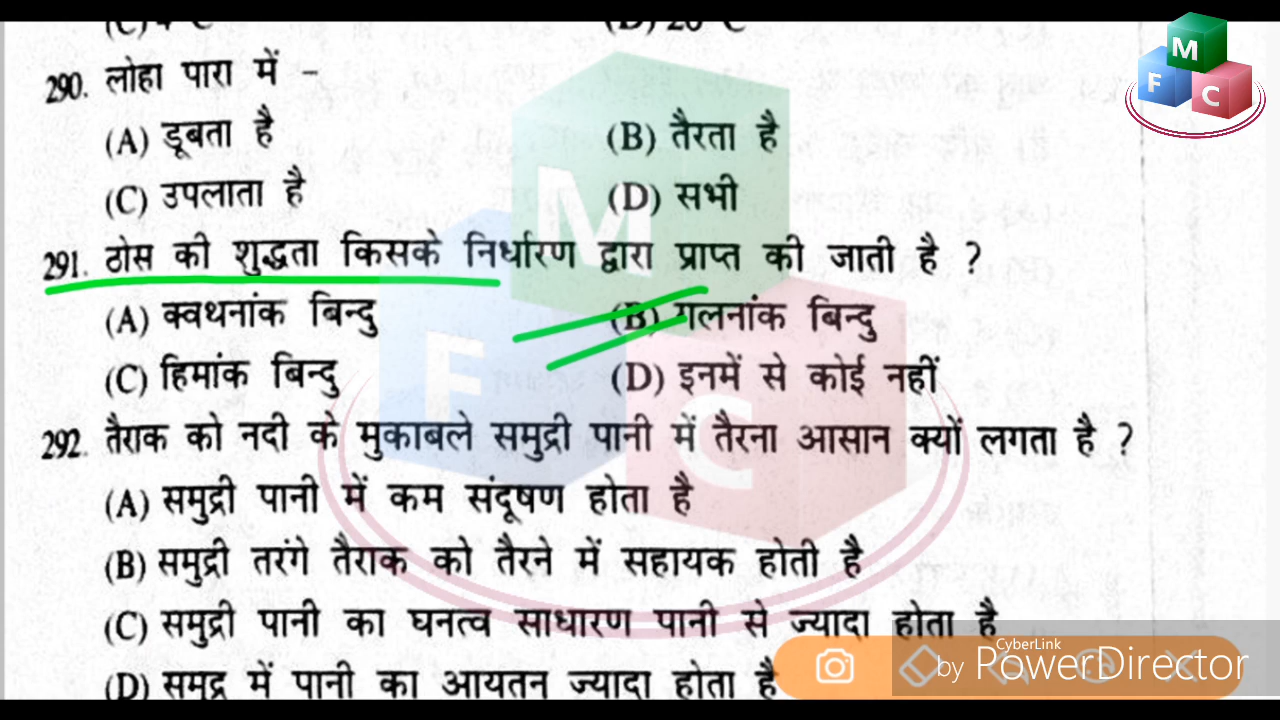 290. लोहा पारा में –
(A) डूबता है (B) तैरता है
(C) उपलाता है (D) सभी
291. ठोस की शुद्धता किसके निर्धारण द्वारा प्राप्त की जाती है ?
(A) क्वथनांक बिन्दु (B) गलनांक बिन्दु
(C) हिमांक बिन्दु (D) इनमें से कोई नहीं
292. तैराक को नदी के मुकाबले समुद्री पानी में तैरना आसान क्यों लगता है ?
(A) समुद्री पानी में कम संदूषण होता है
(B) समुद्री तरंगे तैराक को तैरने में सहायक होती है
(C) समुद्री पानी का घनत्व साधारण पानी से ज्यादा होता है
(D) समुद्र में पानी का आयतन ज्यादा होता है
M
F C
M
F C
CyberLink
by PowerDirector